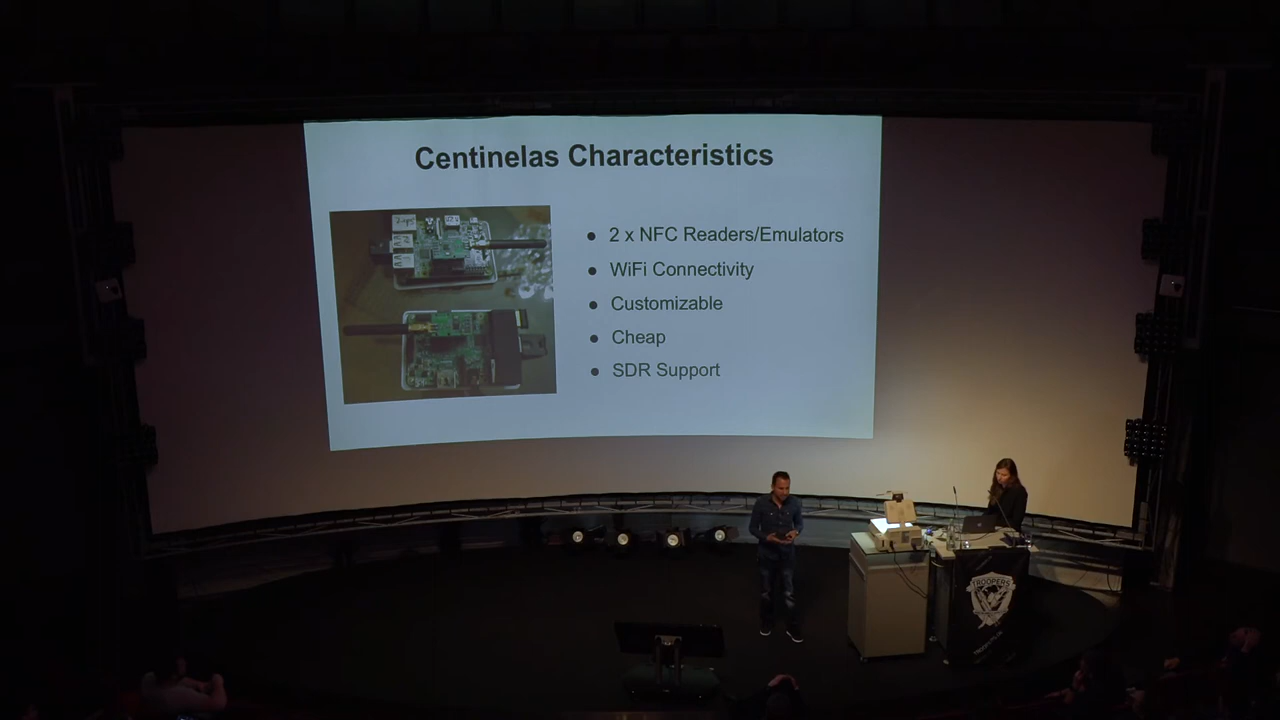 Centinelas Characteristics
● 2 x NFC Readers/Emulators
● WiFi Connectivity
● Customizable
● Cheap
● SDR Support
TROOPERS